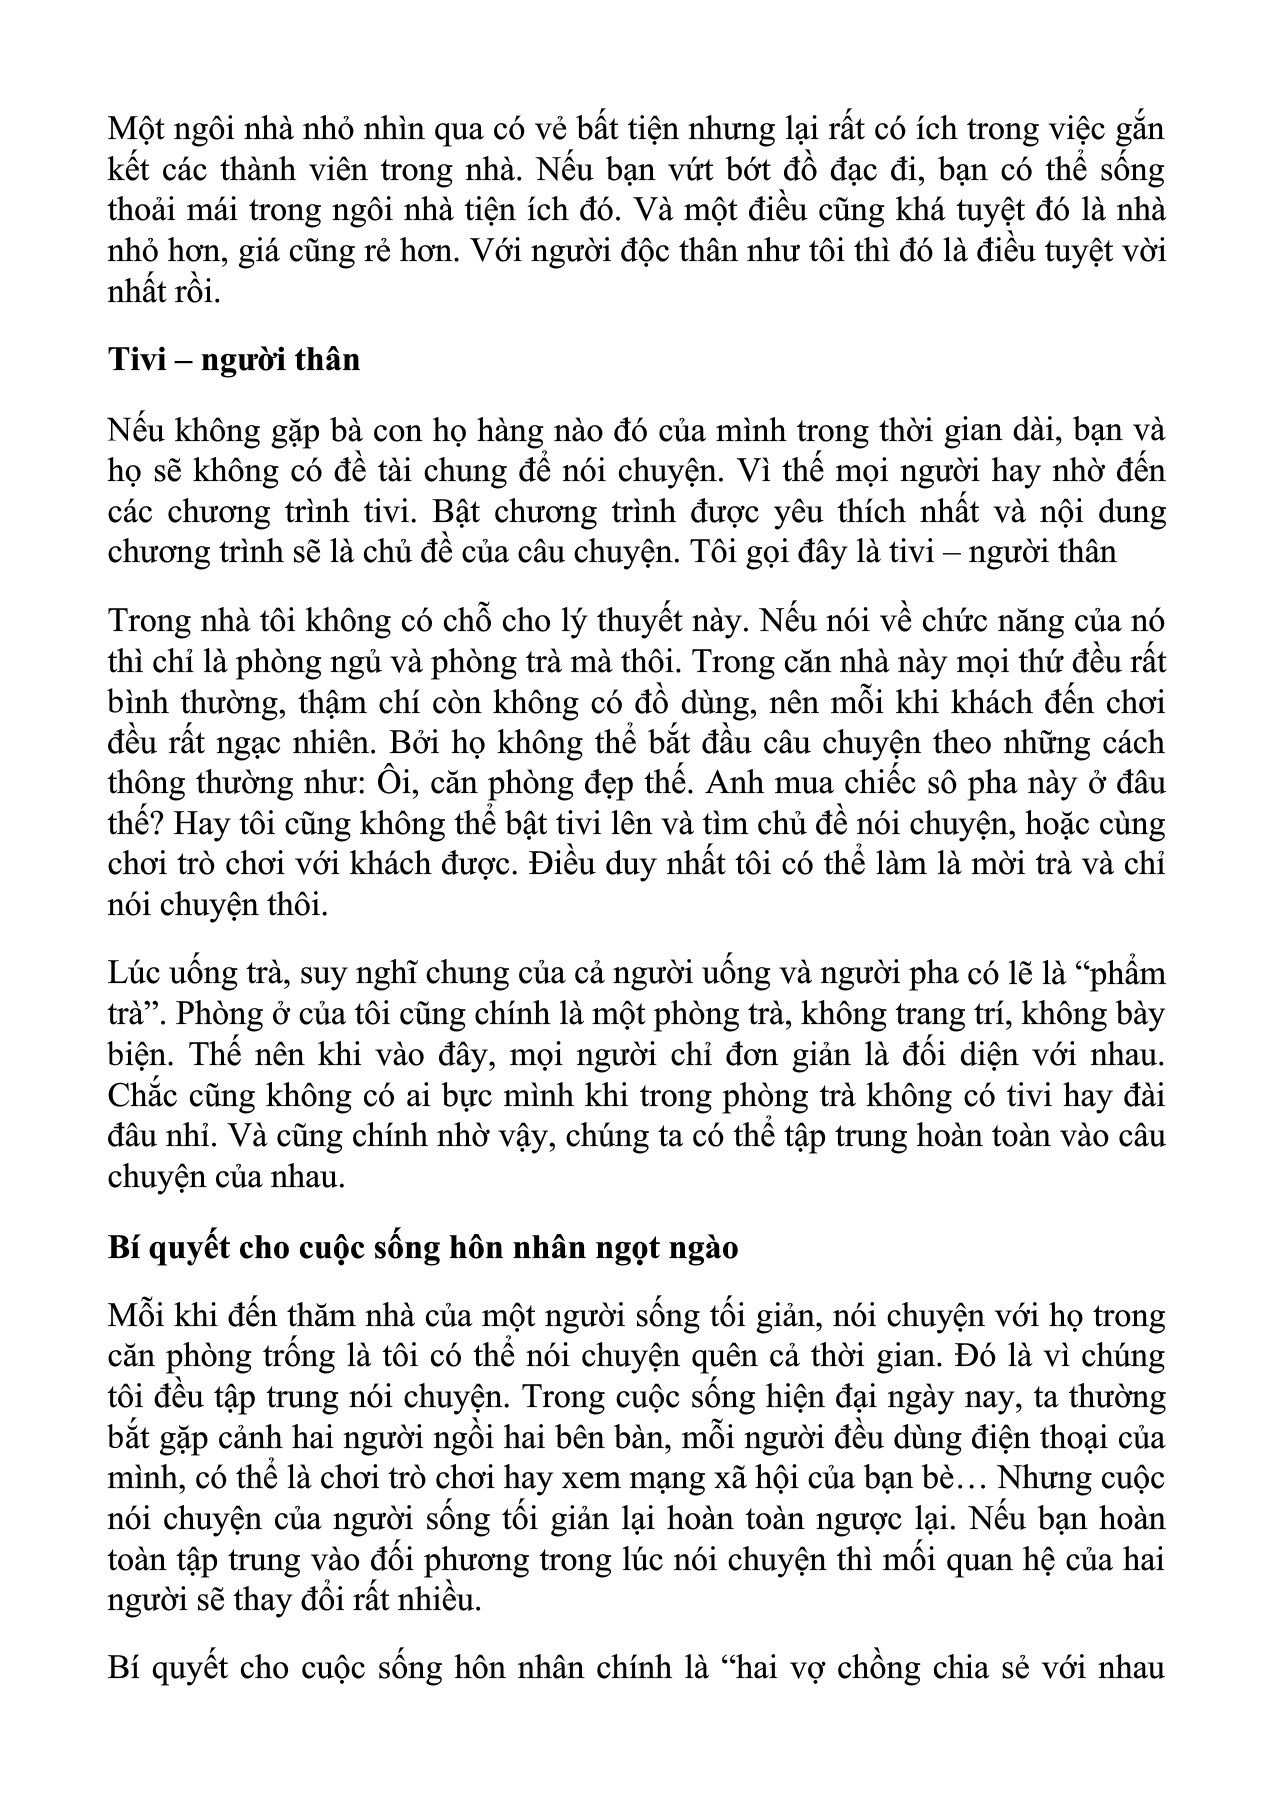 Một ngôi nhà nhỏ nhìn qua có vẻ bất tiện nhưng lại rất có ích trong việc gắn
kết các thành viên trong nhà. Nếu bạn vứt bớt đồ đạc đi, bạn có thể sống
thoải mái trong ngôi nhà tiện ích đó. Và một điều cũng khá tuyệt đó là nhà
nhỏ hơn, giá cũng rẻ hơn. Với người độc thân như tôi thì đó là điều tuyệt vời
nhất rồi.
Tivi – người thân
Nếu không gặp bà con họ hàng nào đó của mình trong thời gian dài, bạn và
họ sẽ không có đề tài chung để nói chuyện. Vì thế mọi người hay nhờ đến
các chương trình tivi. Bật chương trình được yêu thích nhất và nội dung
chương trình sẽ là chủ đề của câu chuyện. Tôi gọi đây là tivi – người thân
Trong nhà tôi không có chỗ cho lý thuyết này. Nếu nói về chức năng của nó
thì chỉ là phòng ngủ và phòng trà mà thôi. Trong căn nhà này mọi thứ đều rất
bình thường, thậm chí còn không có đồ dùng, nên mỗi khi khách đến chơi
đều rất ngạc nhiên. Bởi họ không thể bắt đầu câu chuyện theo những cách
thông thường như: Ôi, căn phòng đẹp thế. Anh mua chiếc sô pha này ở đâu
thế? Hay tôi cũng không thể bật tivi lên và tìm chủ đề nói chuyện, hoặc cùng
chơi trò chơi với khách được. Điều duy nhất tôi có thể làm là mời trà và chỉ
nói chuyện thôi.
Lúc uống trà, suy nghĩ chung của cả người uống và người pha có lẽ là “phẩm
trà”. Phòng ở của tôi cũng chính là một phòng trà, không trang trí, không bày
biện. Thế nên khi vào đây, mọi người chỉ đơn giản là đối diện với nhau.
Chắc cũng không có ai bực mình khi trong phòng trà không có tivi hay đài
đâu nhỉ. Và cũng chính nhờ vậy, chúng ta có thể tập trung hoàn toàn vào câu
chuyện của nhau.
Bí quyết cho cuộc sống hôn nhân ngọt ngào
Mỗi khi đến thăm nhà của một người sống tối giản, nói chuyện với họ trong
căn phòng trống là tôi có thể nói chuyện quên cả thời gian. Đó là vì chúng
tôi đều tập trung nói chuyện. Trong cuộc sống hiện đại ngày nay, ta thường
bắt gặp cảnh hai người ngồi hai bên bàn, mỗi người đều dùng điện thoại của
mình, có thể là chơi trò chơi hay xem mạng xã hội của bạn bè… Nhưng cuộc
nói chuyện của người sống tối giản lại hoàn toàn ngược lại. Nếu bạn hoàn
toàn tập trung vào đối phương trong lúc nói chuyện thì mối quan hệ của hai
người sẽ thay đổi rất nhiều.
Bí quyết cho cuộc sống hôn nhân chính là “hai vợ chồng chia sẻ với nhau